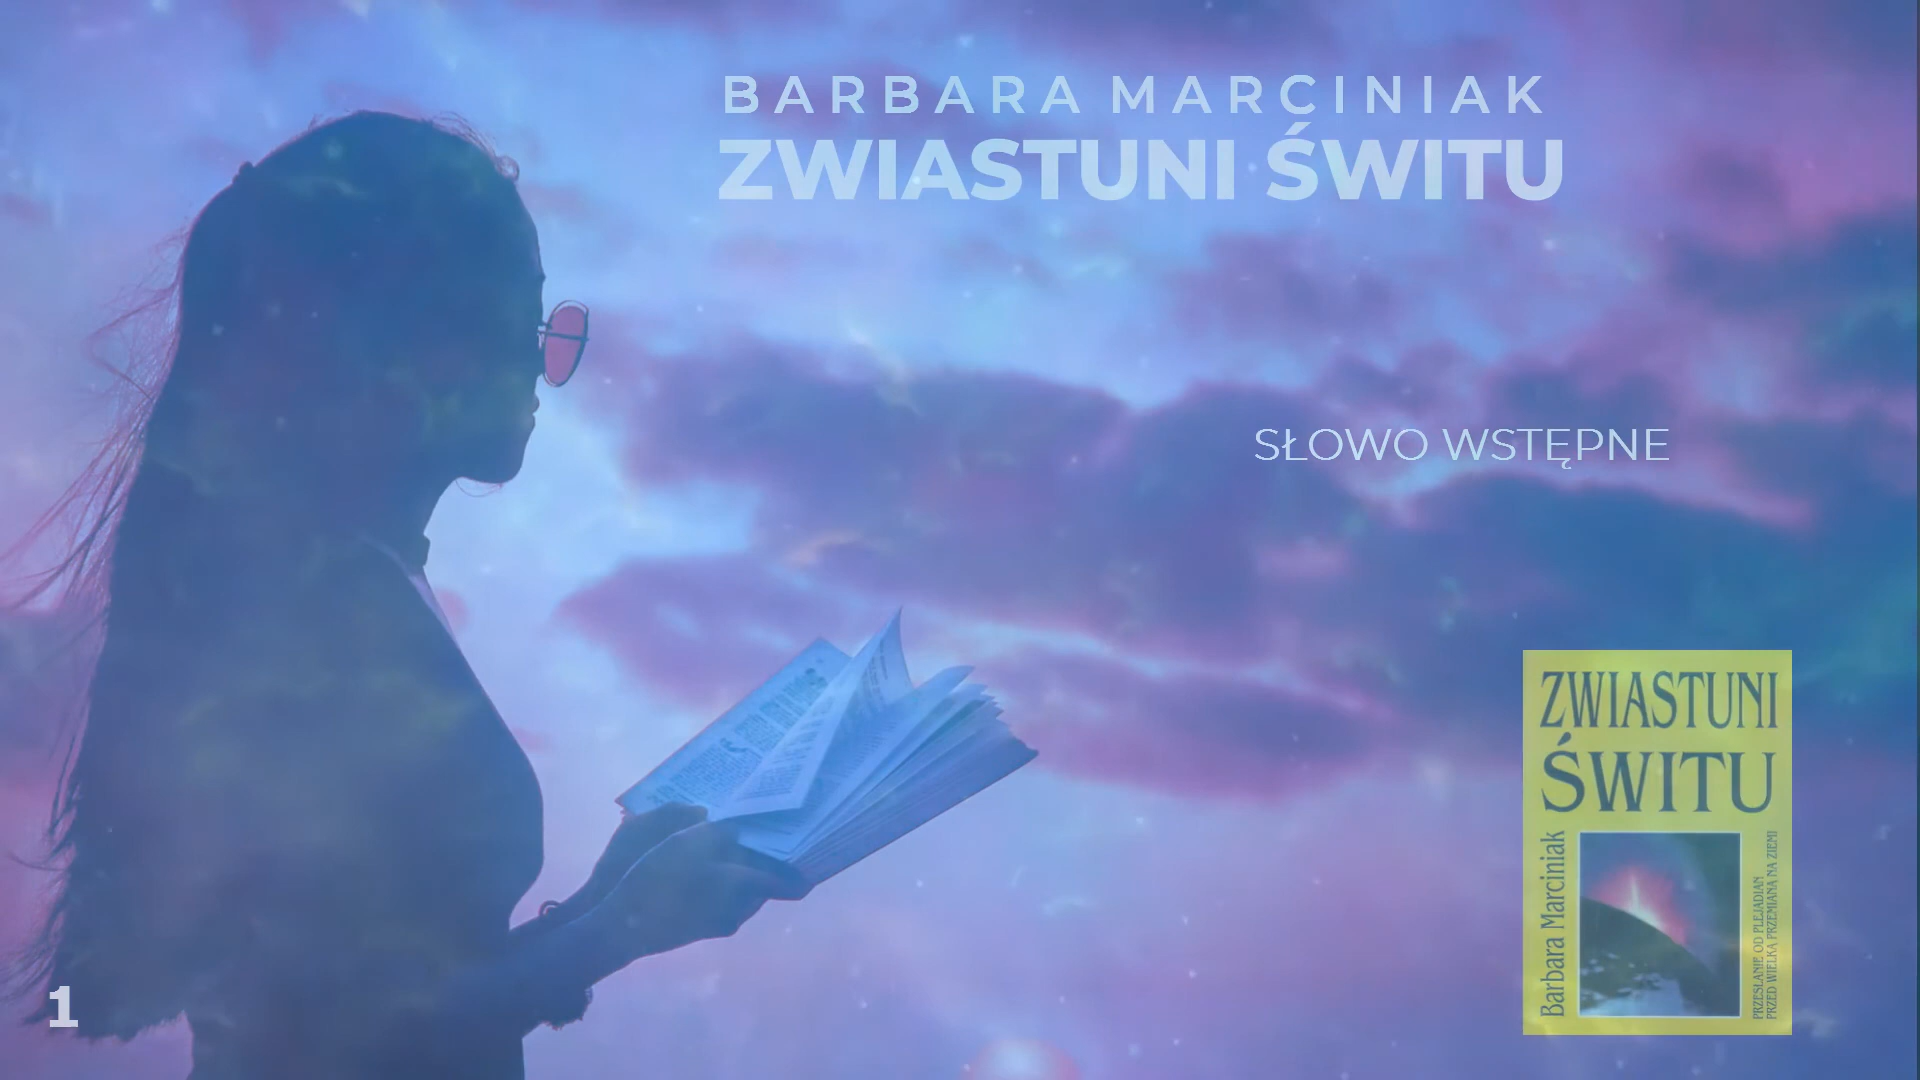 BARBARA MARCINIAK
ZWIASTUNI ŚWITU
SŁOWO WSTĘPNE
ZWIASTUNI
ŚWITU
Barbara Marciniak
PRZESŁANIE OD PLEJADIAN
PRZED WIELKĄ PRZEMIANĄ NA ZIEMI
1